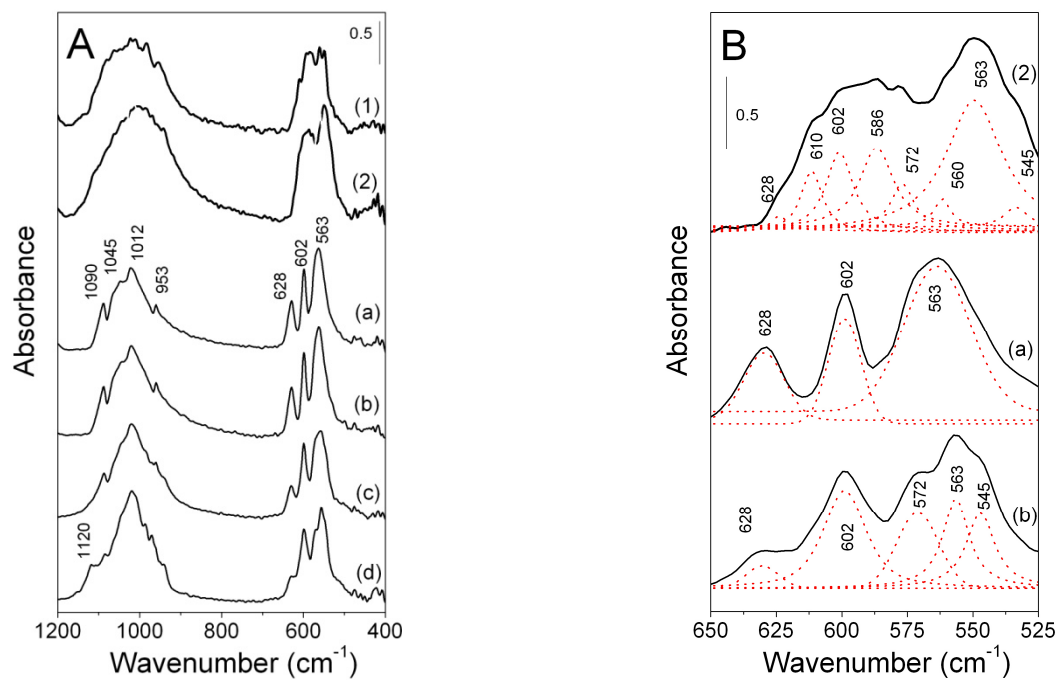 A
0.5
(1)
(2)
1090
1045
1012
953
628
602
563
(a)
(b)
(c)
1120
(d)
1200 1000 800 600 400
Wavenumber (cm⁻¹)
Absorbance
B
0.5
(2)
628
610
602
586
572
560
563
545
628
602
563
(a)
628
602
572
563
545
(b)
650 625 600 575 550 525
Wavenumber (cm⁻¹)
Absorbance